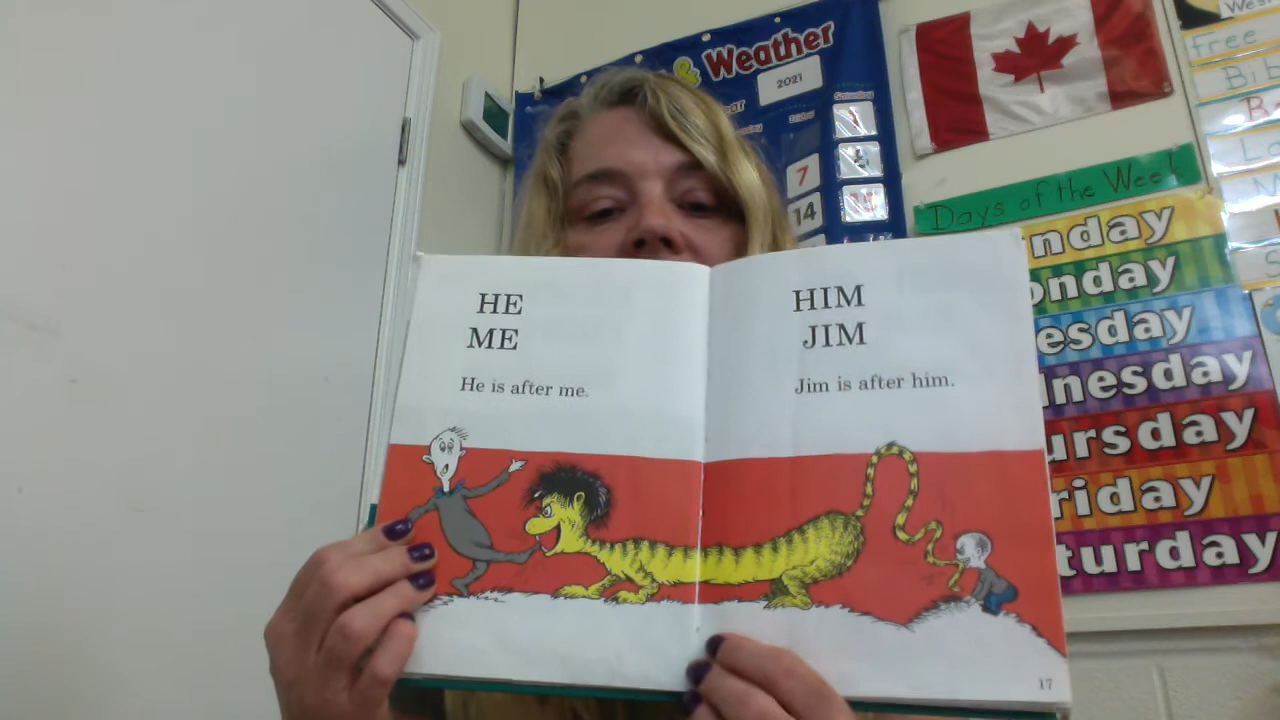 & Weather
2021
7
14
Days of the Week
nday
onday
esday
dnesday
ursday
riday
turday
free
HE
ME
He is after me.
HIM
JIM
Jim is after him.
17